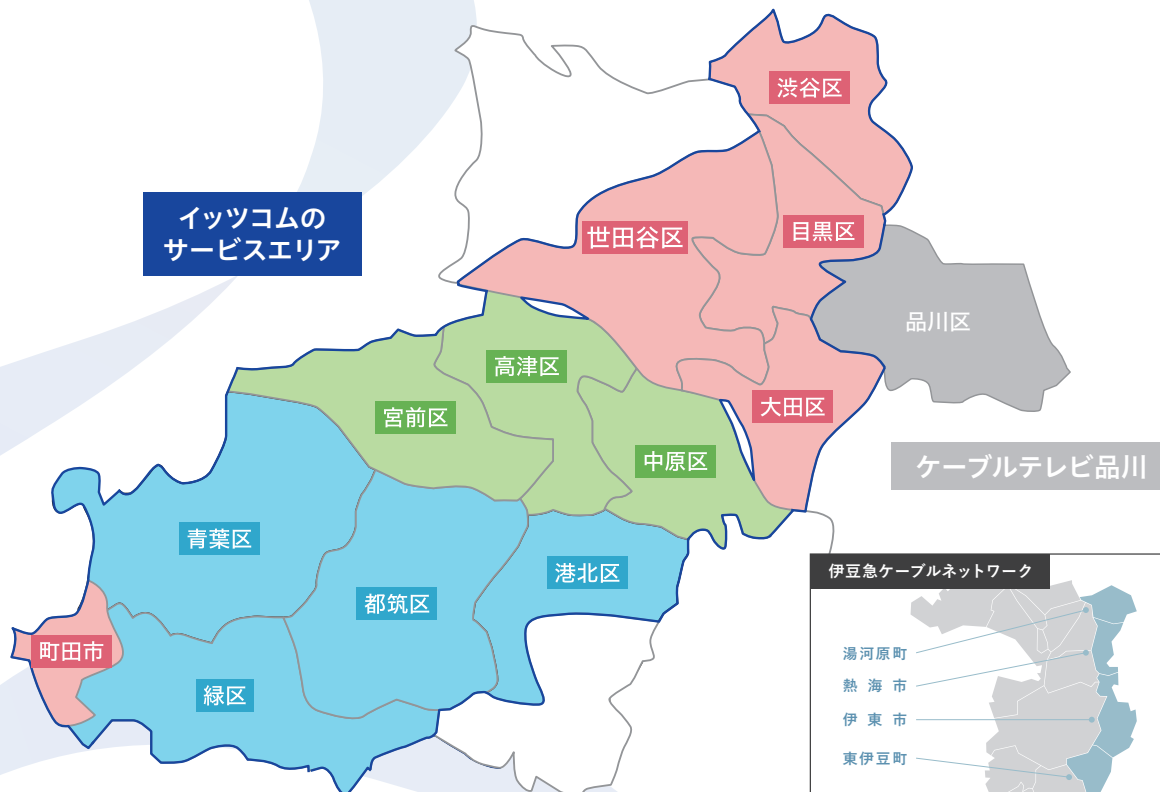 渋谷区
イッツコムの
サービスエリア
世田谷区
目黒区
品川区
高津区
宮前区
大田区
中原区
ケーブルテレビ品川
青葉区
港北区
伊豆急ケーブルネットワーク
都筑区
町田市
湯河原町
熱海市
緑区
伊東市
東伊豆町